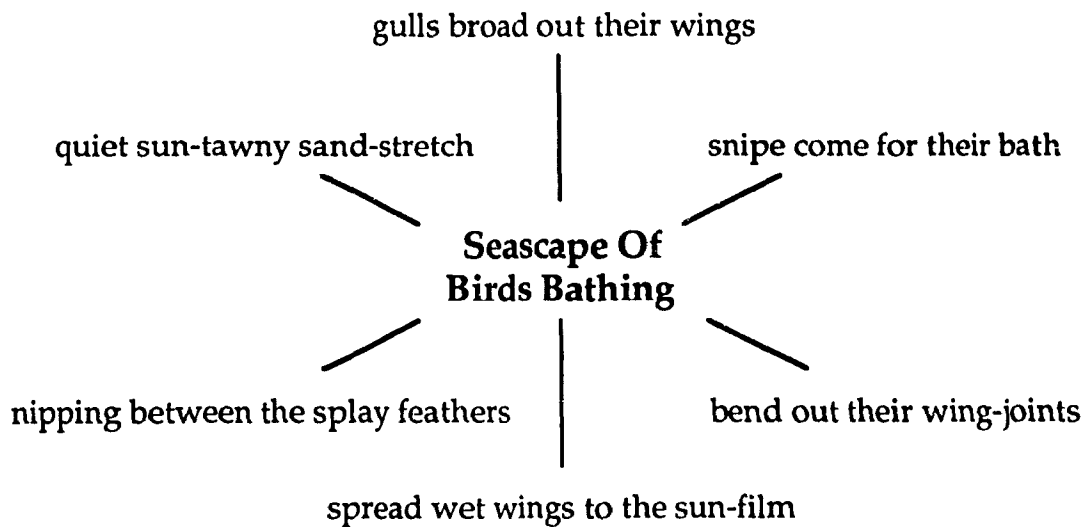 gulls broad out their wings
quiet sun-tawny sand-stretch
snipe come for their bath
Seascape Of
Birds Bathing
nipping between the splay feathers
bend out their wing-joints
spread wet wings to the sun-film